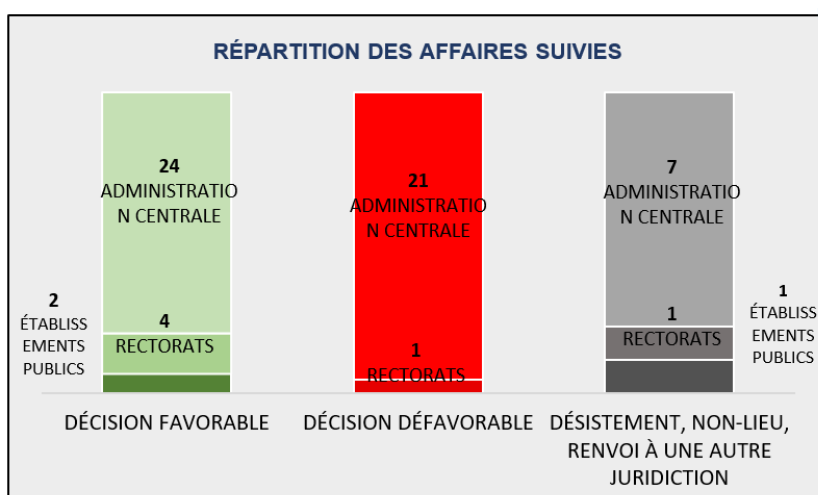 RÉPARTITION DES AFFAIRES SUIVIES
24
ADMINISTRATIO
N CENTRALE
4
RECTORATS
2
ÉTABLISS
EMENTS
PUBLICS
21
ADMINISTRATIO
N CENTRALE
1
RECTORATS
7
ADMINISTRATIO
N CENTRALE
1
RECTORATS
1
ÉTABLISS
EMENTS
PUBLICS
DÉCISION FAVORABLE
DÉCISION DÉFAVORABLE
DÉSISTEMENT, NON-LIEU,
RENVOI À UNE AUTRE
JURIDICTION